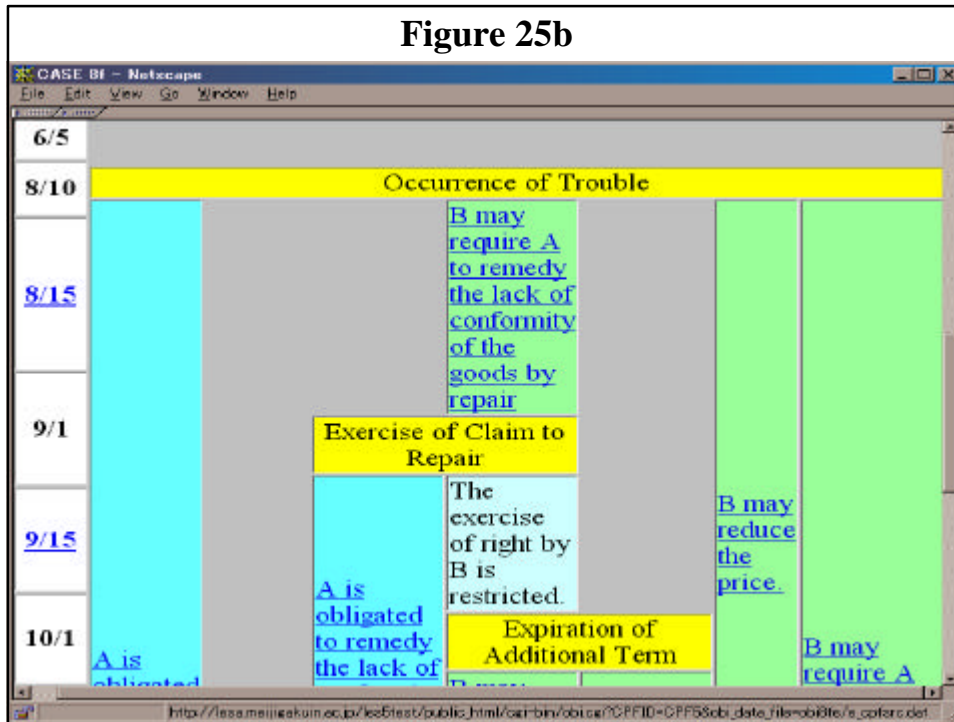 Figure 25b
CASE 8f - Netscape
File Edit View Go Window Help
6/5
8/10
Occurrence of Trouble
8/15
B may
require A
to remedy
the lack of
conformity
of the
goods by
repair
9/1
Exercise of Claim to
Repair
9/15
The
exercise
of right by
B is
restricted.
B may
reduce
the
price.
A is
obligated
to remedy
the lack of
10/1
Expiration of
Additional Term
A is
obligated
B may
require A
B may